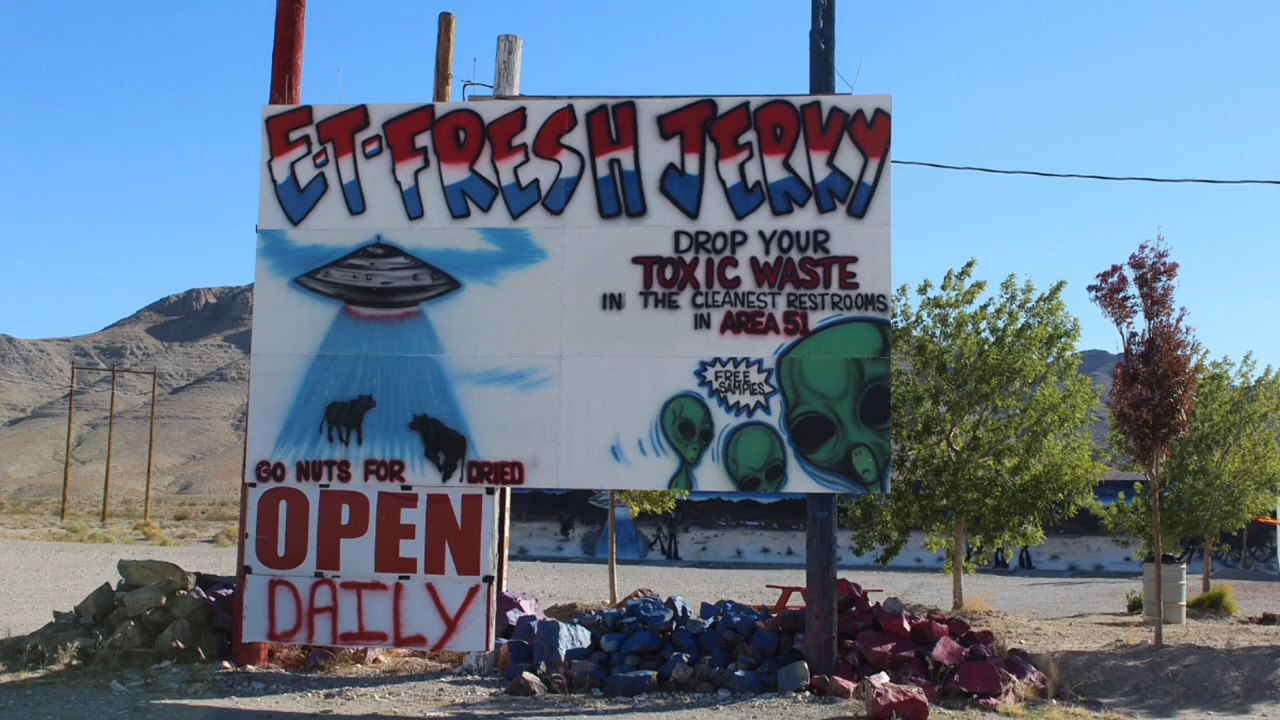 E·T·FRESH JERKY
DROP YOUR
TOXIC WASTE
IN THE CLEANEST RESTROOMS
IN AREA 51
FREE
SAMPLES
GO NUTS FOR DRIED
OPEN
DAILY